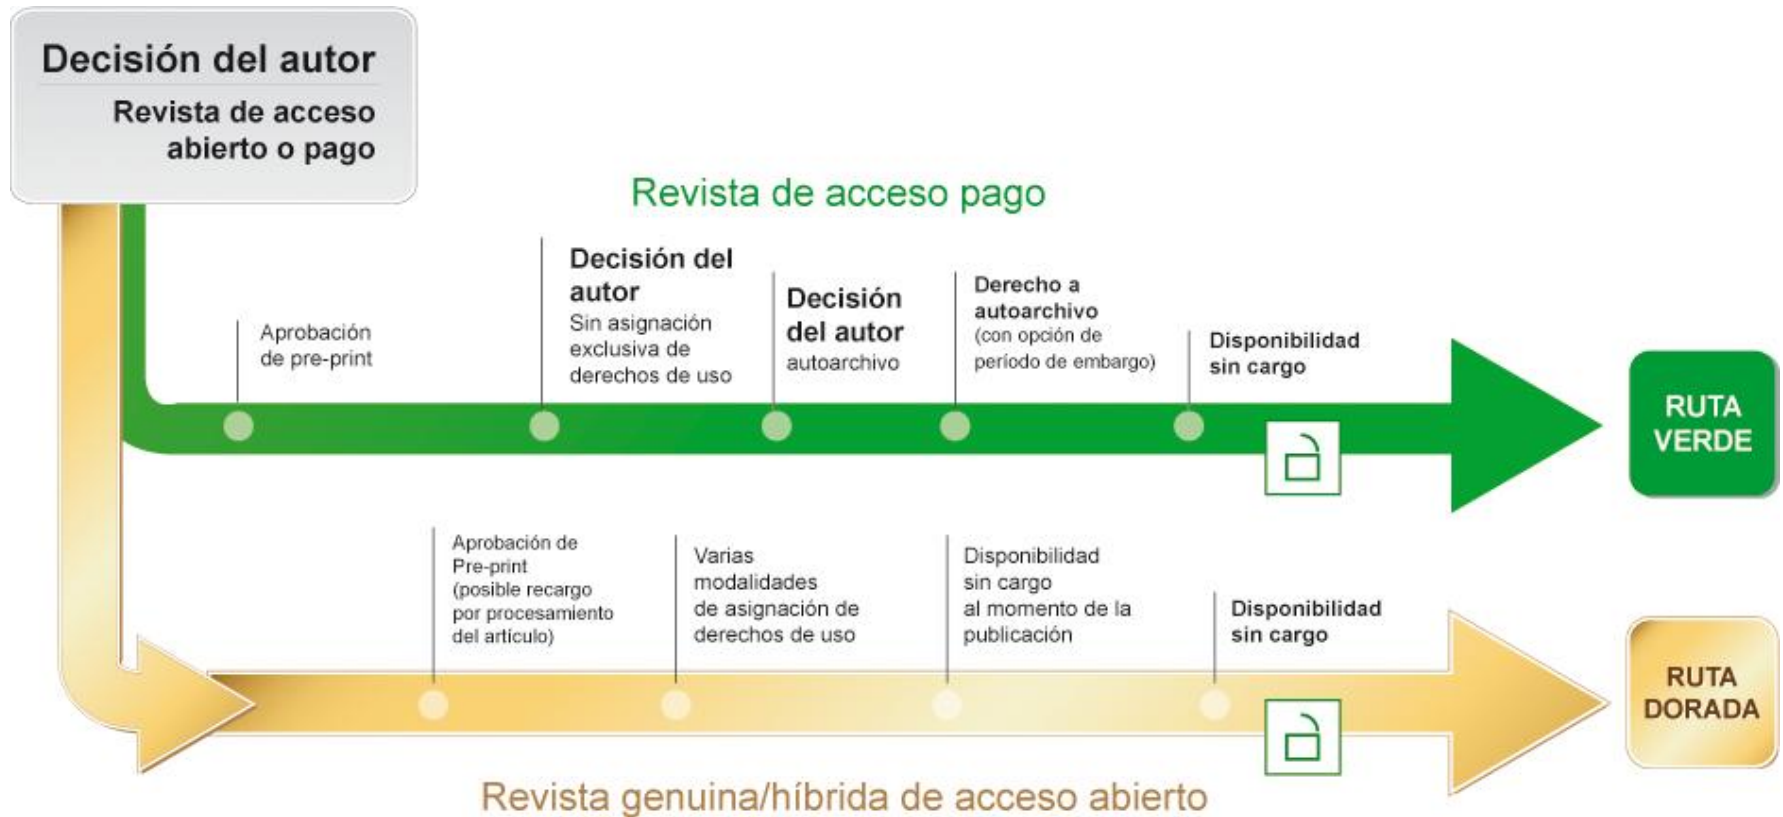 Decisión del autor
Revista de acceso
abierto o pago
Revista de acceso pago
Aprobación
de pre-print
Decisión del
autor
Sin asignación
exclusiva de
derechos de uso
Decisión
del autor
autoarchivo
Derecho a
autoarchivo
(con opción de
período de embargo)
Disponibilidad
sin cargo
RUTA
VERDE
Aprobación de
Pre-print
(posible recargo
por procesamiento
del artículo)
Varias
modalidades
de asignación de
derechos de uso
Disponibilidad
sin cargo
al momento de la
publicación
Disponibilidad
sin cargo
RUTA
DORADA
Revista genuina/híbrida de acceso abierto